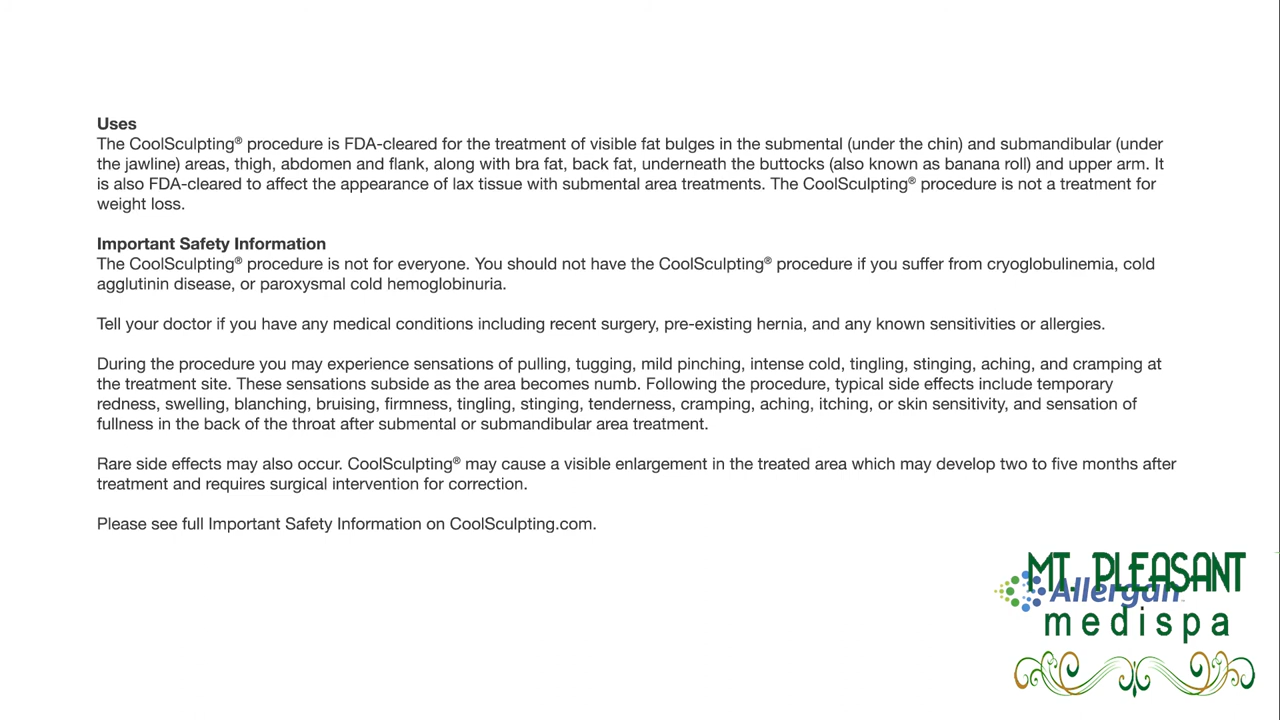 Uses
The CoolSculpting® procedure is FDA-cleared for the treatment of visible fat bulges in the submental (under the chin) and submandibular (under
the jawline) areas, thigh, abdomen and flank, along with bra fat, back fat, underneath the buttocks (also known as banana roll) and upper arm. It
is also FDA-cleared to affect the appearance of lax tissue with submental area treatments. The CoolSculpting® procedure is not a treatment for
weight loss.
Important Safety Information
The CoolSculpting® procedure is not for everyone. You should not have the CoolSculpting® procedure if you suffer from cryoglobulinemia, cold
agglutinin disease, or paroxysmal cold hemoglobinuria.
Tell your doctor if you have any medical conditions including recent surgery, pre-existing hernia, and any known sensitivities or allergies.
During the procedure you may experience sensations of pulling, tugging, mild pinching, intense cold, tingling, stinging, aching, and cramping at
the treatment site. These sensations subside as the area becomes numb. Following the procedure, typical side effects include temporary
redness, swelling, blanching, bruising, firmness, tingling, stinging, tenderness, cramping, aching, itching, or skin sensitivity, and sensation of
fullness in the back of the throat after submental or submandibular area treatment.
Rare side effects may also occur. CoolSculpting® may cause a visible enlargement in the treated area which may develop two to five months after
treatment and requires surgical intervention for correction.
Please see full Important Safety Information on CoolSculpting.com.
MT. PLEASANT
Allergan
medispa